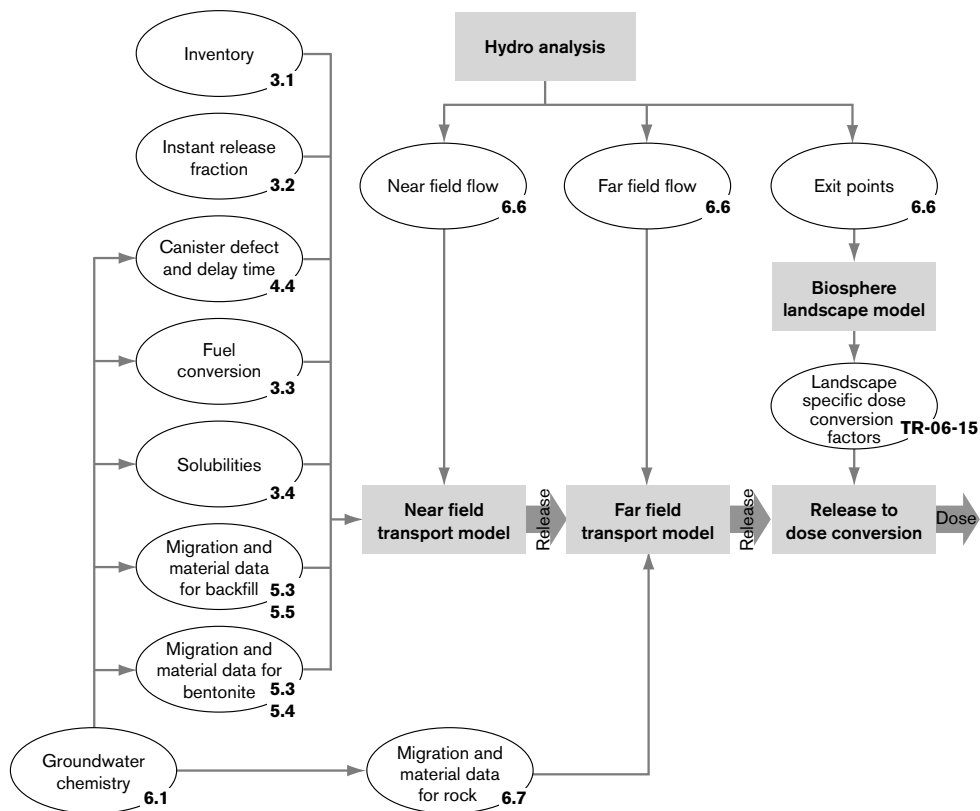 Inventory
3.1
Instant release
fraction
3.2
Canister defect
and delay time
4.4
Fuel
conversion
3.3
Solubilities
3.4
Migration and
material data
for backfill
5.3
5.5
Migration and
material data for
bentonite
5.3
5.4
Groundwater
chemistry
6.1
Migration and
material data
for rock
6.7
Hydro analysis
Near field flow
6.6
Far field flow
6.6
Exit points
6.6
Biosphere
landscape model
Landscape
specific dose
conversion
factors
TR-06-15
Near field
transport model
Release
Far field
transport model
Release
Release to
dose conversion
Dose